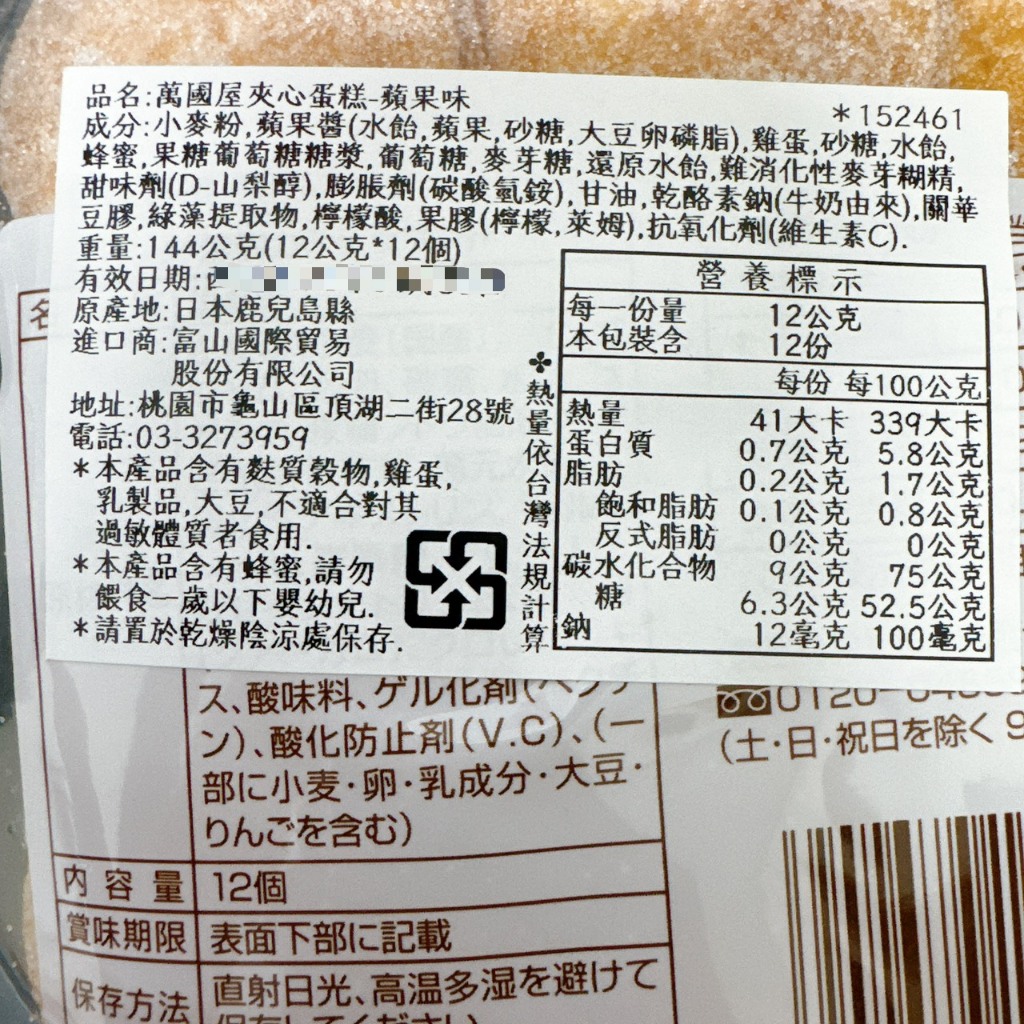 品名:萬國屋夾心蛋糕-蘋果味
*152461
成分:小麥粉,蘋果醬(水飴,蘋果,砂糖,大豆卵磷脂),雞蛋,砂糖,水飴,
蜂蜜,果糖葡萄糖糖漿,葡萄糖,麥芽糖,還原水飴,難消化性麥芽糊精,
甜味劑(D-山梨醇),膨脹劑(碳酸氫銨),甘油,乾酪素鈉(牛奶由來),關華
豆膠,綠藻提取物,檸檬酸,果膠(檸檬,萊姆),抗氧化劑(維生素C).
重量:144公克(12公克*12個)
有效日期:西
原產地:日本鹿兒島縣
進口商:富山國際貿易
股份有限公司
地址:桃園市龜山區頂湖二街28號
電話:03-3273959
*本產品含有麩質穀物,雞蛋,
乳製品,大豆,不適合對其
過敏體質者食用.
*本產品含有蜂蜜,請勿
餵食一歲以下嬰幼兒.
*請置於乾燥陰涼處保存.
✤熱量依台灣法規計算
營養標示
每一份量 12公克
本包裝含 12份
每份 每100公克
熱量 41大卡 339大卡
蛋白質 0.7公克 5.8公克
脂肪 0.2公克 1.7公克
飽和脂肪 0.1公克 0.8公克
反式脂肪 0公克 0公克
碳水化合物 9公克 75公克
糖 6.3公克 52.5公克
鈉 12毫克 100毫克
名
ス、酸味料、ゲル化剤(ペクチ
ン)、酸化防止剤(V.C)、(一
部に小麦・卵・乳成分・大豆・
りんごを含む)
内容量 12個
賞味期限 表面下部に記載
保存方法 直射日光、高温多湿を避けて
保存してください
0120-
(土・日・祝日を除く 9